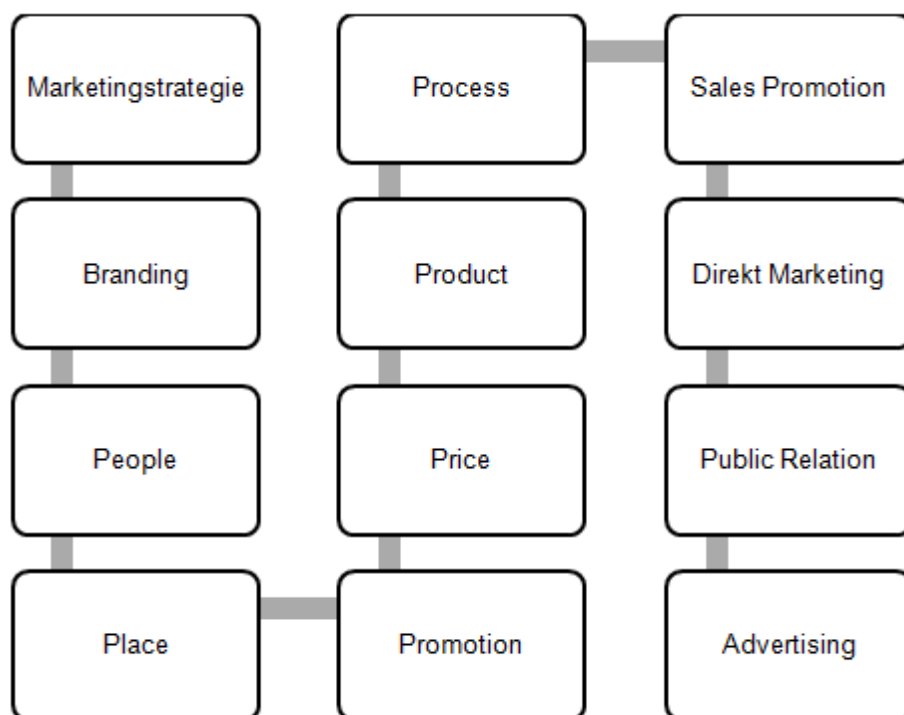 Marketingstrategie
Branding
People
Place
Promotion
Price
Product
Process
Sales Promotion
Direkt Marketing
Public Relation
Advertising